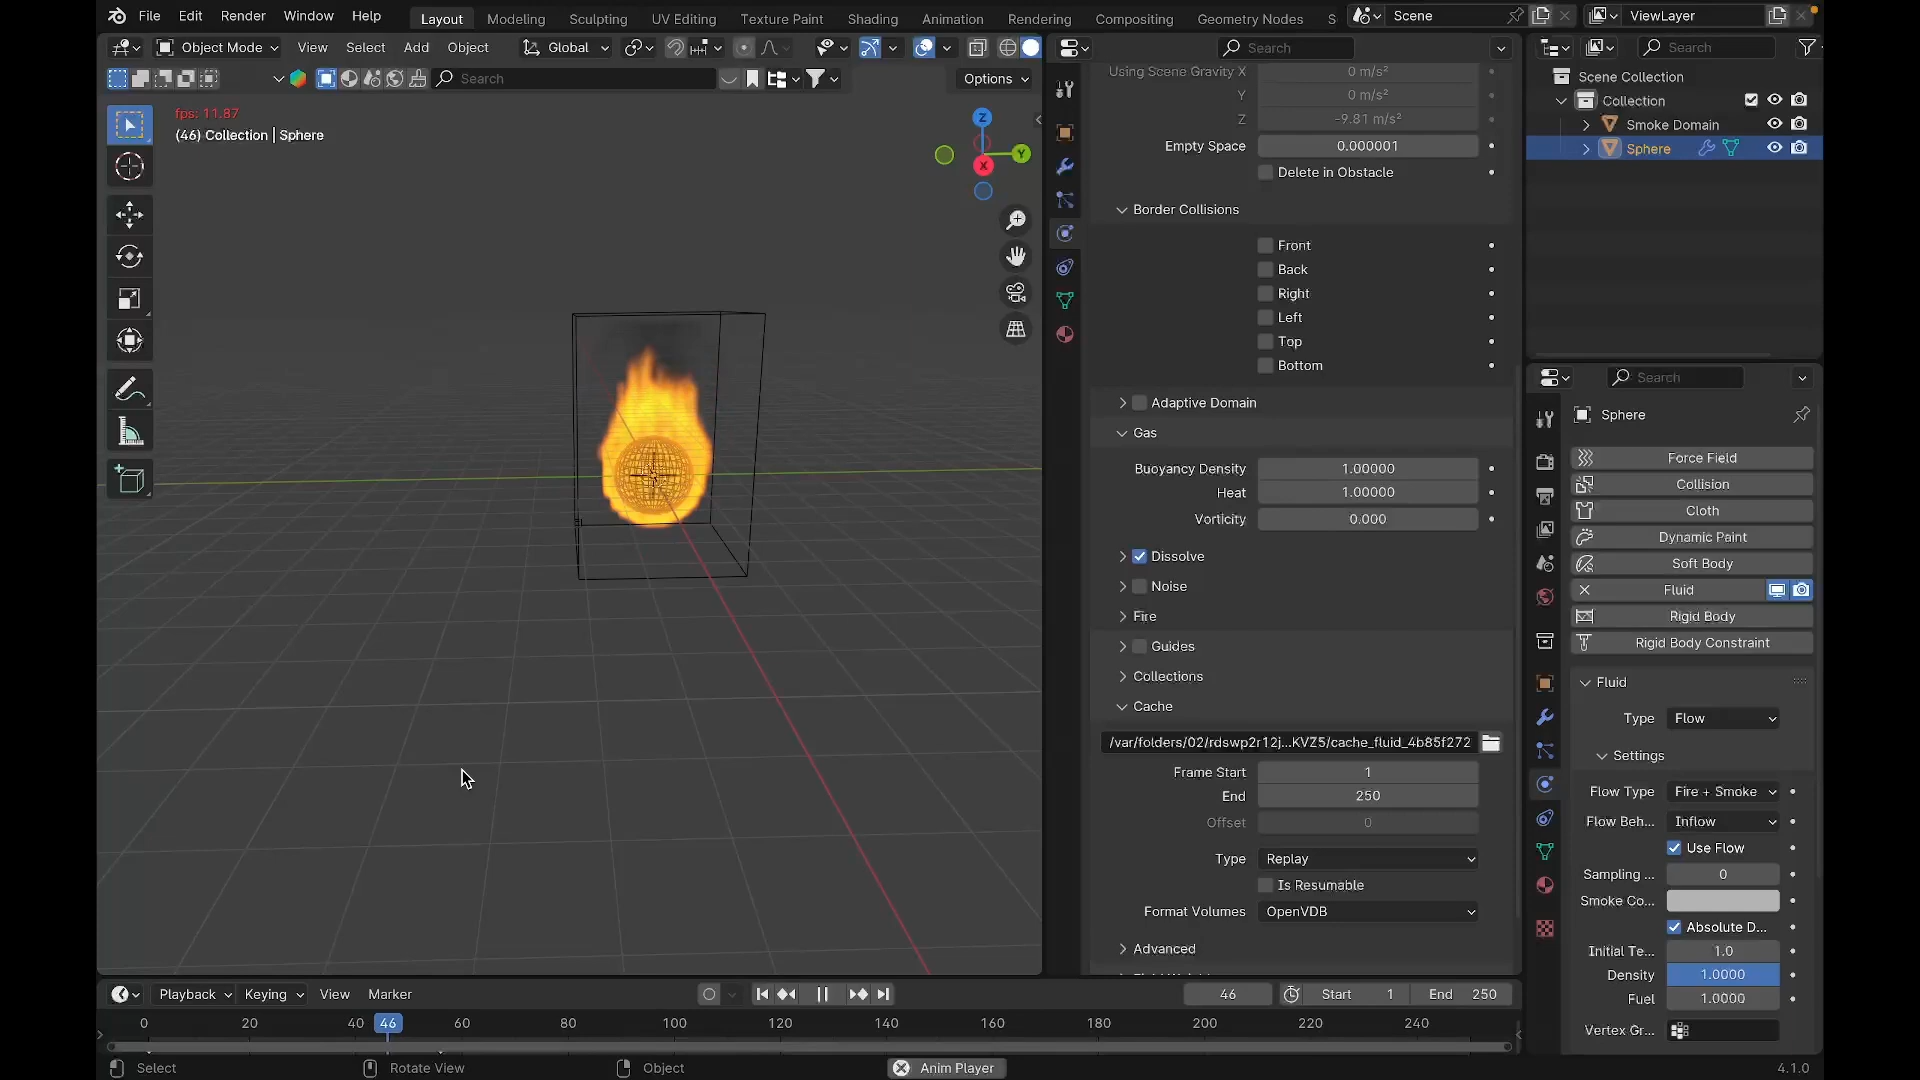 File Edit Render Window Help
Layout Modeling Sculpting UV Editing Texture Paint Shading Animation Rendering Compositing Geometry Nodes S
Scene
ViewLayer
Object Mode View Select Add Object Global
Search
Search
Search
Options
fps: 11.87
(46) Collection | Sphere
Z
Y
X
Using Scene Gravity X 0 m/s²
Y 0 m/s²
Z -9.81 m/s²
Empty Space 0.000001
Delete in Obstacle
Border Collisions
Front
Back
Right
Left
Top
Bottom
Adaptive Domain
Gas
Buoyancy Density 1.00000
Heat 1.00000
Vorticity 0.000
Dissolve
Noise
Fire
Guides
Collections
Cache
/var/folders/02/rdswp2r12j...KVZ5/cache_fluid_4b85f272
Frame Start 1
End 250
Offset 0
Type Replay
Is Resumable
Format Volumes OpenVDB
Advanced
Scene Collection
Collection
Smoke Domain
Sphere
Search
Sphere
Force Field
Collision
Cloth
Dynamic Paint
Soft Body
Fluid
Rigid Body
Rigid Body Constraint
Fluid
Type Flow
Settings
Flow Type Fire + Smoke
Flow Beh... Inflow
Use Flow
Sampling ... 0
Smoke Co...
Absolute D...
Initial Te... 1.0
Density 1.0000
Fuel 1.0000
Vertex Gr...
Playback Keying View Marker
46 Start 1 End 250
0 20 40 46 60 80 100 120 140 160 180 200 220 240
Select Rotate View Object Anim Player 4.1.0